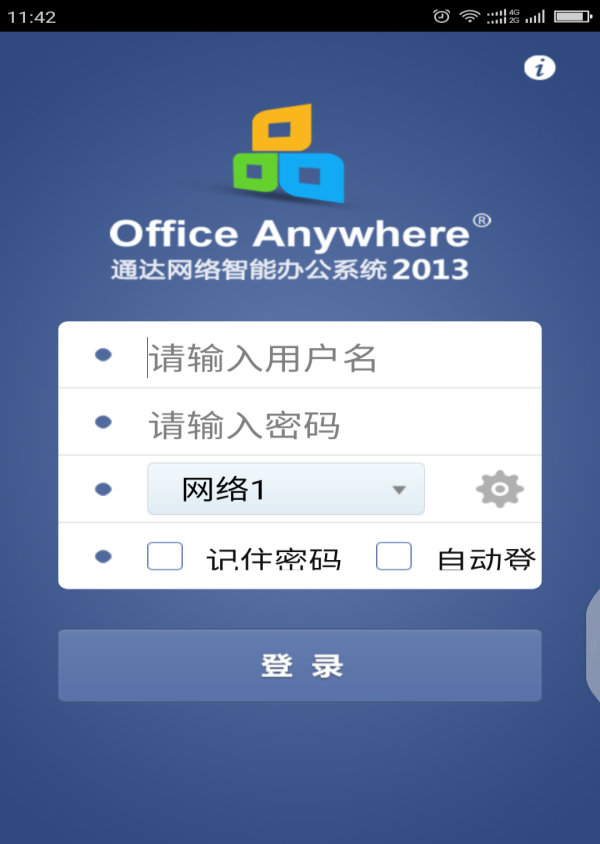 11:42
4G
2G
i
Office Anywhere®
通达网络智能办公系统 2013
请输入用户名
请输入密码
网络1
记住密码 自动登
登 录